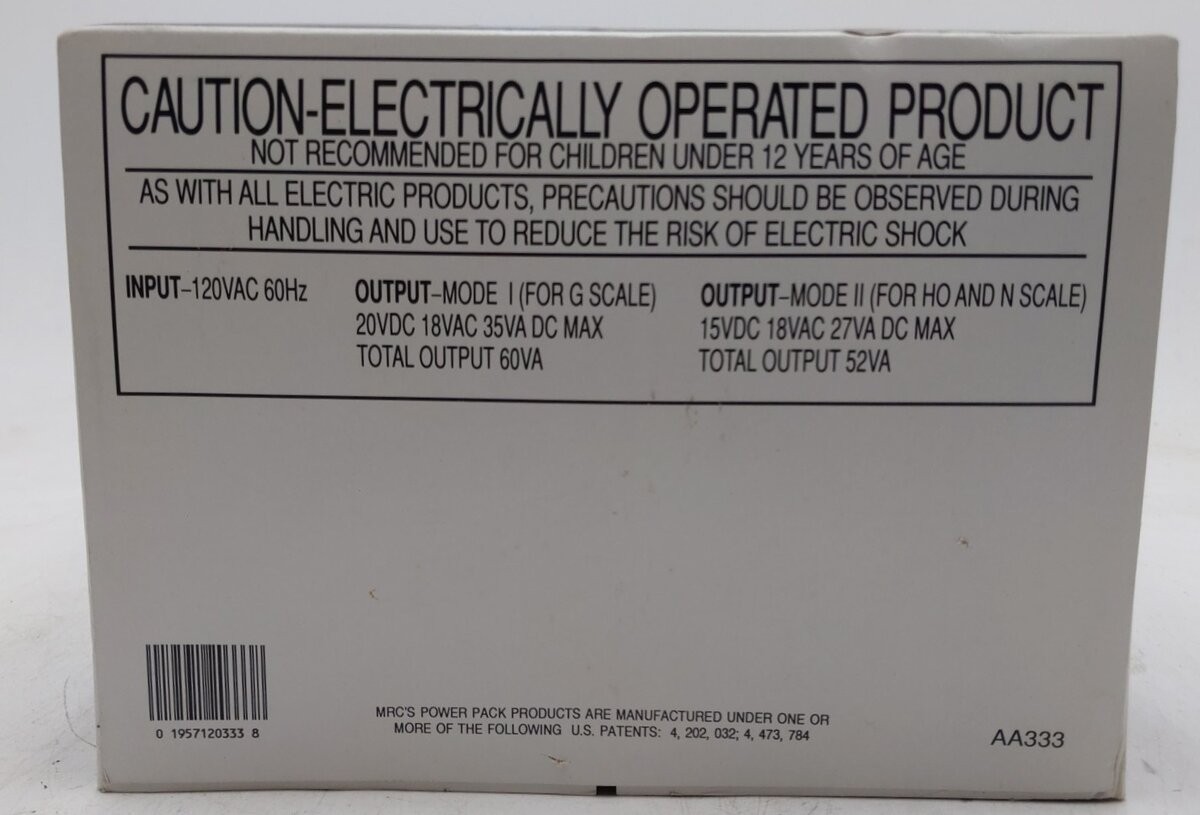 CAUTION-ELECTRICALLY OPERATED PRODUCT
NOT RECOMMENDED FOR CHILDREN UNDER 12 YEARS OF AGE
AS WITH ALL ELECTRIC PRODUCTS, PRECAUTIONS SHOULD BE OBSERVED DURING
HANDLING AND USE TO REDUCE THE RISK OF ELECTRIC SHOCK
INPUT–120VAC 60Hz
OUTPUT–MODE I (FOR G SCALE)
20VDC 18VAC 35VA DC MAX
TOTAL OUTPUT 60VA
OUTPUT–MODE II (FOR HO AND N SCALE)
15VDC 18VAC 27VA DC MAX
TOTAL OUTPUT 52VA
0 1957120333 8
MRC'S POWER PACK PRODUCTS ARE MANUFACTURED UNDER ONE OR
MORE OF THE FOLLOWING U.S. PATENTS: 4, 202, 032; 4, 473, 784
AA333